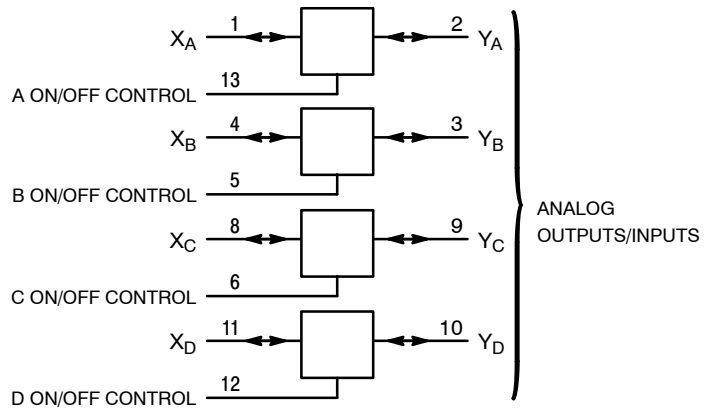 X_A 1 2 Y_A
A ON/OFF CONTROL 13
X_B 4 3 Y_B
B ON/OFF CONTROL 5
X_C 8 9 Y_C
C ON/OFF CONTROL 6
X_D 11 10 Y_D
D ON/OFF CONTROL 12
ANALOG
OUTPUTS/INPUTS